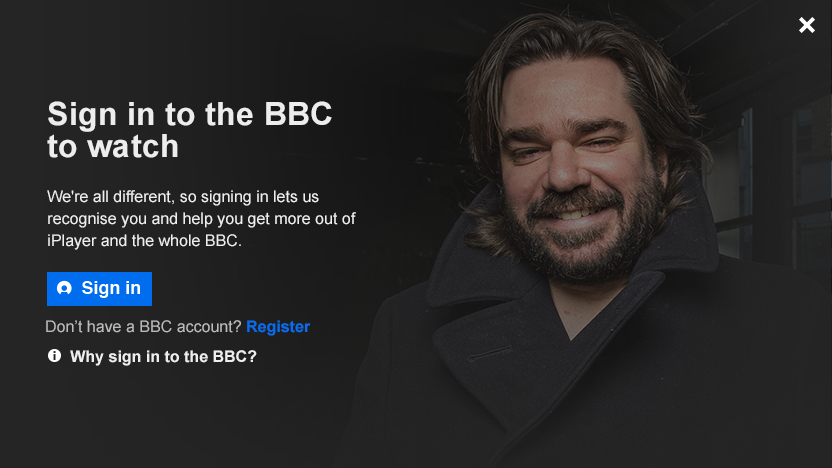 Sign in to the BBC
to watch
We're all different, so signing in lets us
recognise you and help you get more out of
iPlayer and the whole BBC.
Sign in
Don’t have a BBC account? Register
Why sign in to the BBC?